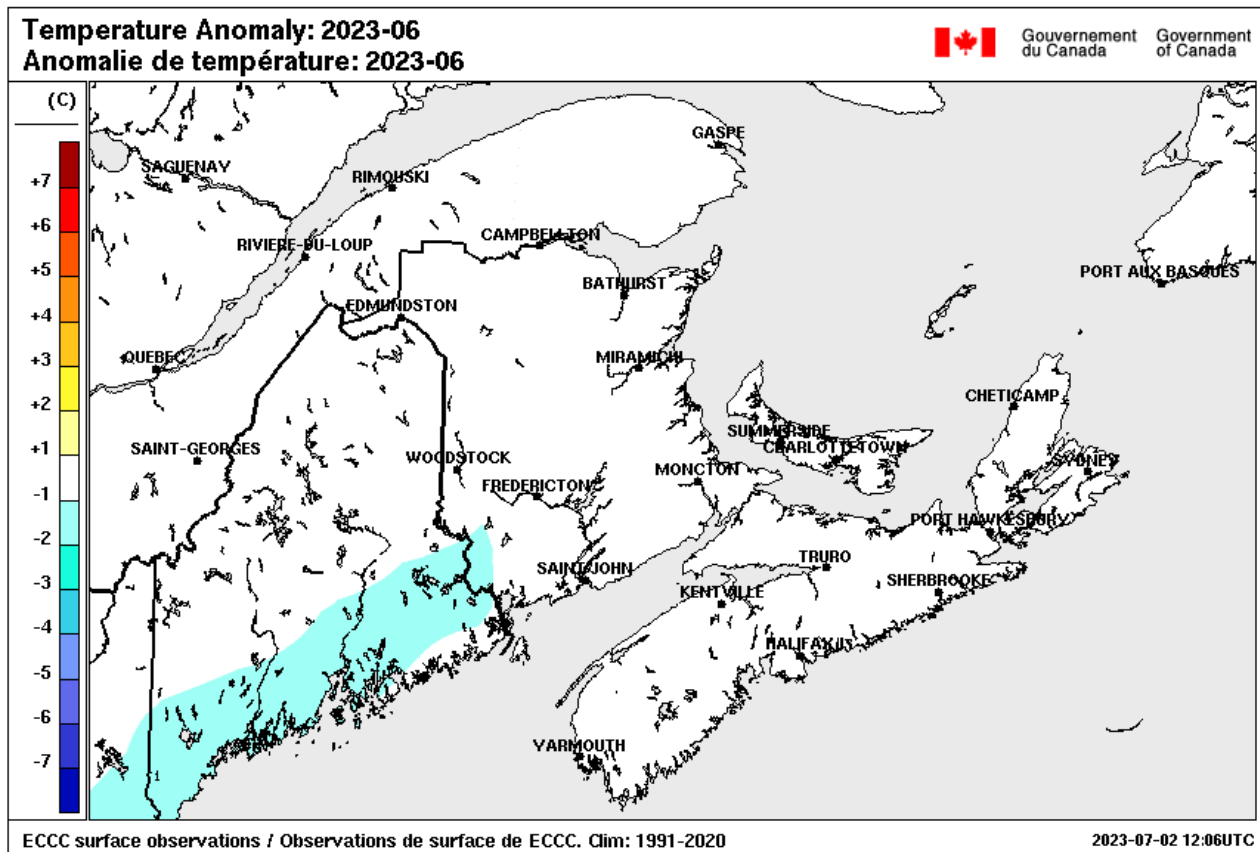 Temperature Anomaly: 2023-06
Anomalie de température: 2023-06
Gouvernement du Canada
Government of Canada
(C)
+7
+6
+5
+4
+3
+2
+1
-1
-2
-3
-4
-5
-6
-7
GASPE
SAGUENAY
RIMOUSKI
CAMPBELLTON
RIVIERE-DU-LOUP
PORT AUX BASQUES
BATHURST
EDMUNDSTON
QUEBEC
MIRAMICHI
CHETICAMP
SUMMERSIDE
CHARLOTTETOWN
SAINT-GEORGES
WOODSTOCK
MONCTON
SYDNEY
FREDERICTON
PORT HAWKESBURY
TRURO
SAINT JOHN
SHERBROOKE
KENTVILLE
HALIFAX
YARMOUTH
ECCC surface observations / Observations de surface de ECCC. Clim: 1991-2020
2023-07-02 12:06UTC